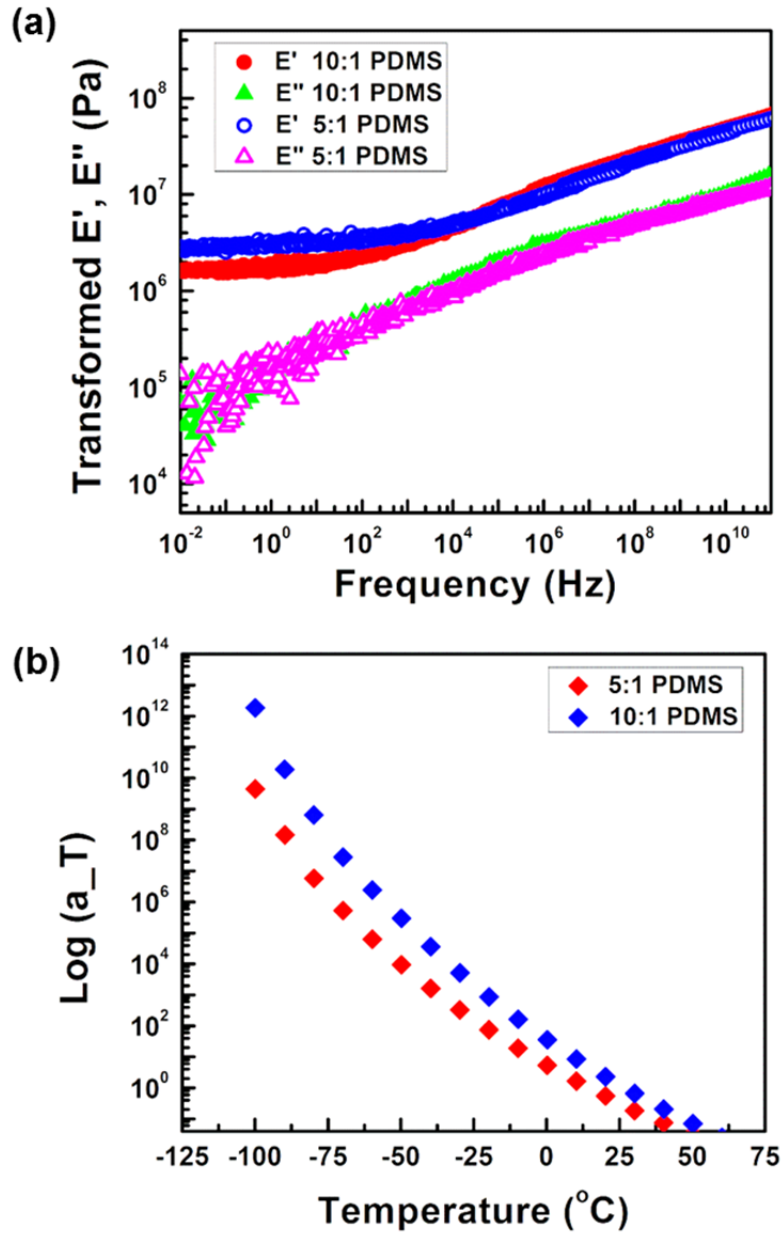 (a)
Transformed E', E" (Pa)
E' 10:1 PDMS
E" 10:1 PDMS
E' 5:1 PDMS
E" 5:1 PDMS
10^8
10^7
10^6
10^5
10^4
10^-2 10^0 10^2 10^4 10^6 10^8 10^10
Frequency (Hz)
(b)
Log (a_T)
5:1 PDMS
10:1 PDMS
10^14
10^12
10^10
10^8
10^6
10^4
10^2
10^0
-125 -100 -75 -50 -25 0 25 50 75
Temperature (°C)